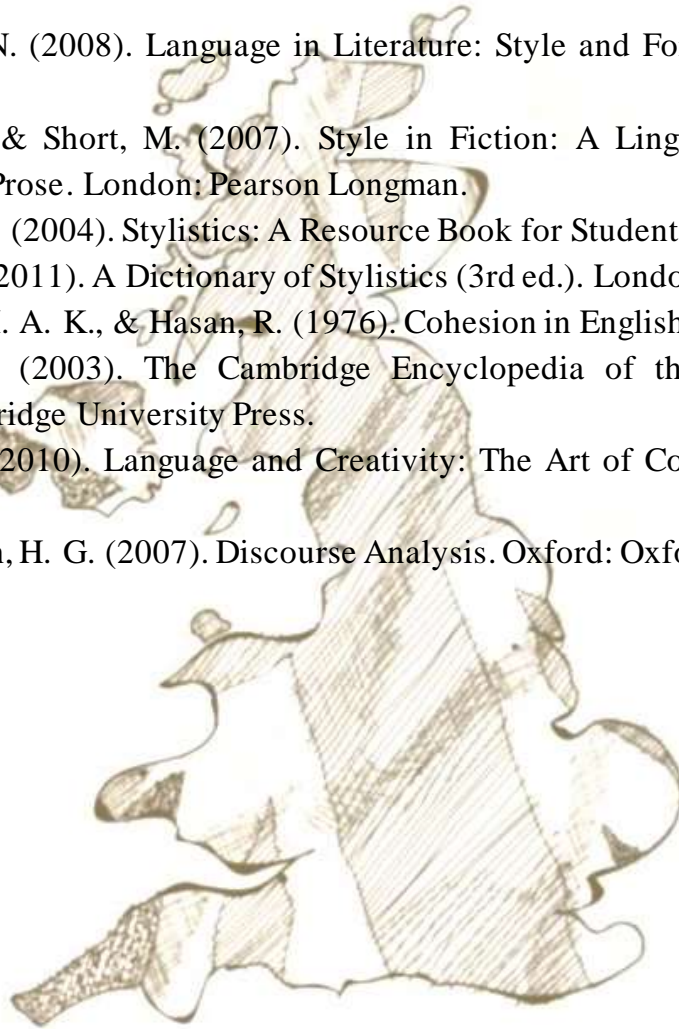 N. (2008). Language in Literature: Style and Fo
& Short, M. (2007). Style in Fiction: A Ling
Prose. London: Pearson Longman.
(2004). Stylistics: A Resource Book for Student
2011). A Dictionary of Stylistics (3rd ed.). Londo
. A. K., & Hasan, R. (1976). Cohesion in English
(2003). The Cambridge Encyclopedia of th
ridge University Press.
2010). Language and Creativity: The Art of Co
, H. G. (2007). Discourse Analysis. Oxford: Oxfo